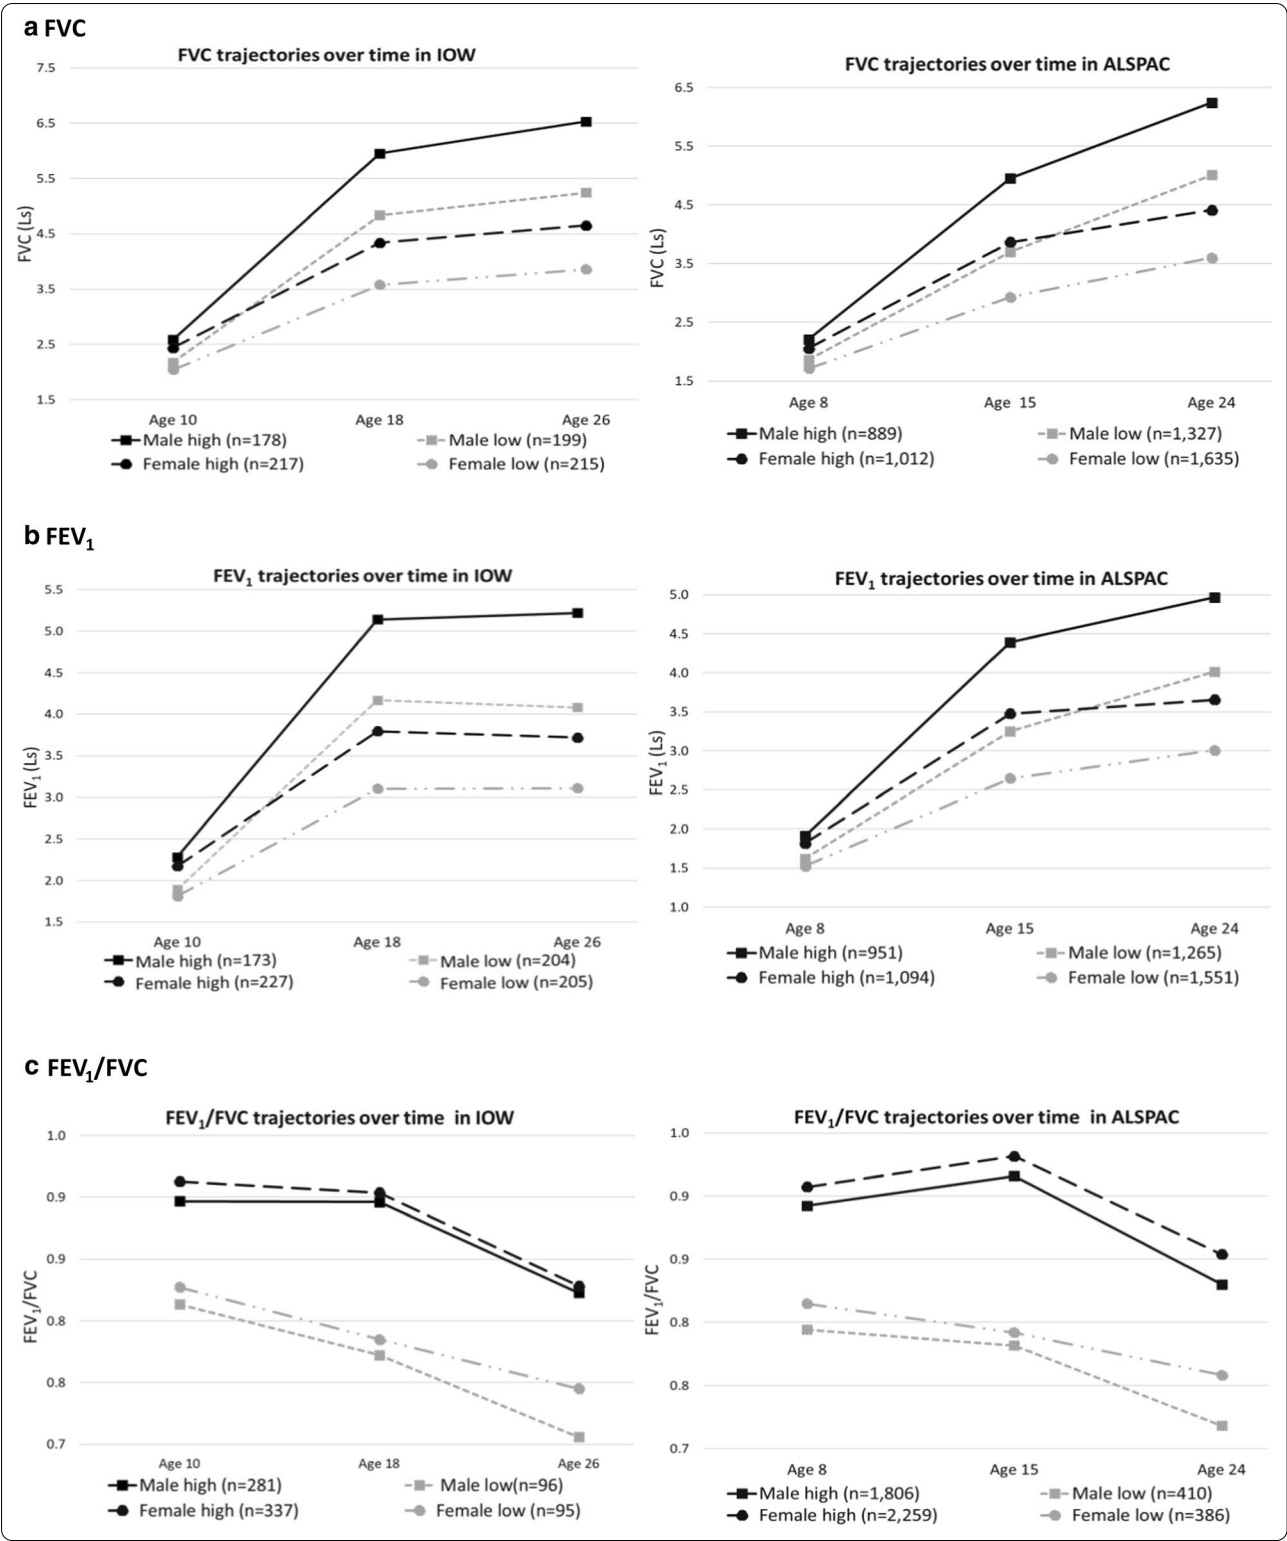 a FVC
FVC trajectories over time in IOW
7.5
6.5
5.5
4.5
3.5
2.5
1.5
FVC (Ls)
Age 10 Age 18 Age 26
Male high (n=178) Male low (n=199)
Female high (n=217) Female low (n=215)
FVC trajectories over time in ALSPAC
6.5
5.5
4.5
3.5
2.5
1.5
FVC (Ls)
Age 8 Age 15 Age 24
Male high (n=889) Male low (n=1,327)
Female high (n=1,012) Female low (n=1,635)
b FEV1
FEV1 trajectories over time in IOW
5.5
5.0
4.5
4.0
3.5
3.0
2.5
2.0
1.5
FEV1 (Ls)
Age 10 Age 18 Age 26
Male high (n=173) Male low (n=204)
Female high (n=227) Female low (n=205)
FEV1 trajectories over time in ALSPAC
5.0
4.5
4.0
3.5
3.0
2.5
2.0
1.5
1.0
FEV1 (Ls)
Age 8 Age 15 Age 24
Male high (n=951) Male low (n=1,265)
Female high (n=1,094) Female low (n=1,551)
c FEV1/FVC
FEV1/FVC trajectories over time in IOW
1.0
0.9
0.9
0.8
0.8
0.7
FEV1/FVC
Age 10 Age 18 Age 26
Male high (n=281) Male low(n=96)
Female high (n=337) Female low (n=95)
FEV1/FVC trajectories over time in ALSPAC
1.0
0.9
0.9
0.8
0.8
0.7
FEV1/FVC
Age 8 Age 15 Age 24
Male high (n=1,806) Male low (n=410)
Female high (n=2,259) Female low (n=386)